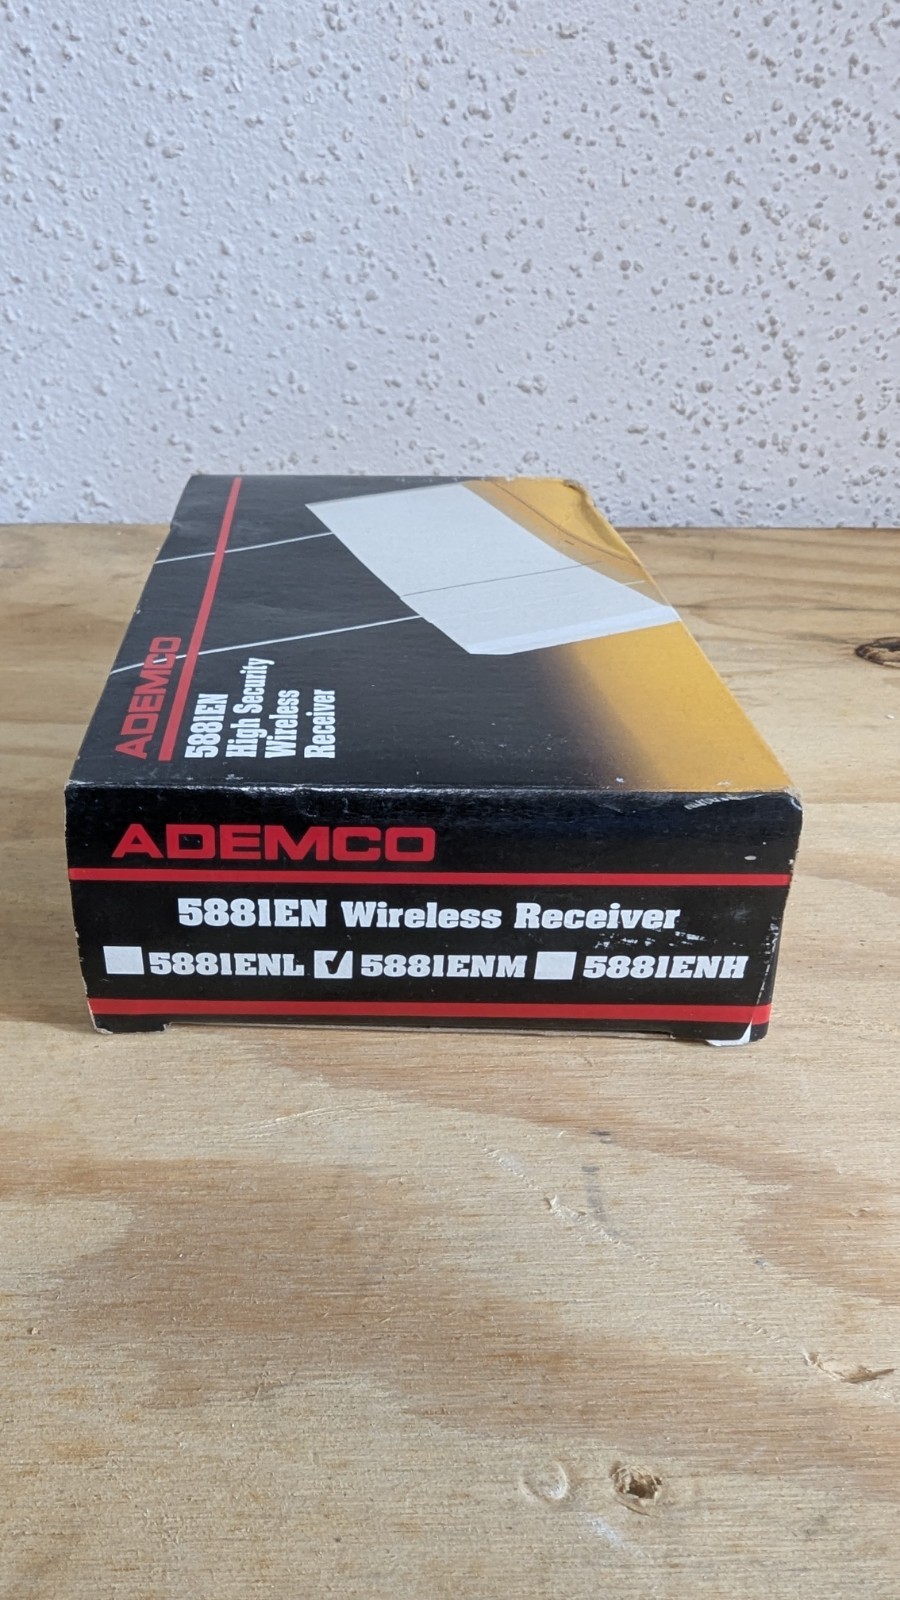 ADEMCO
5881EN
High Security
Wireless
Receiver
ADEMCO
5881EN Wireless Receiver
5881ENL 5881ENM 5881ENH